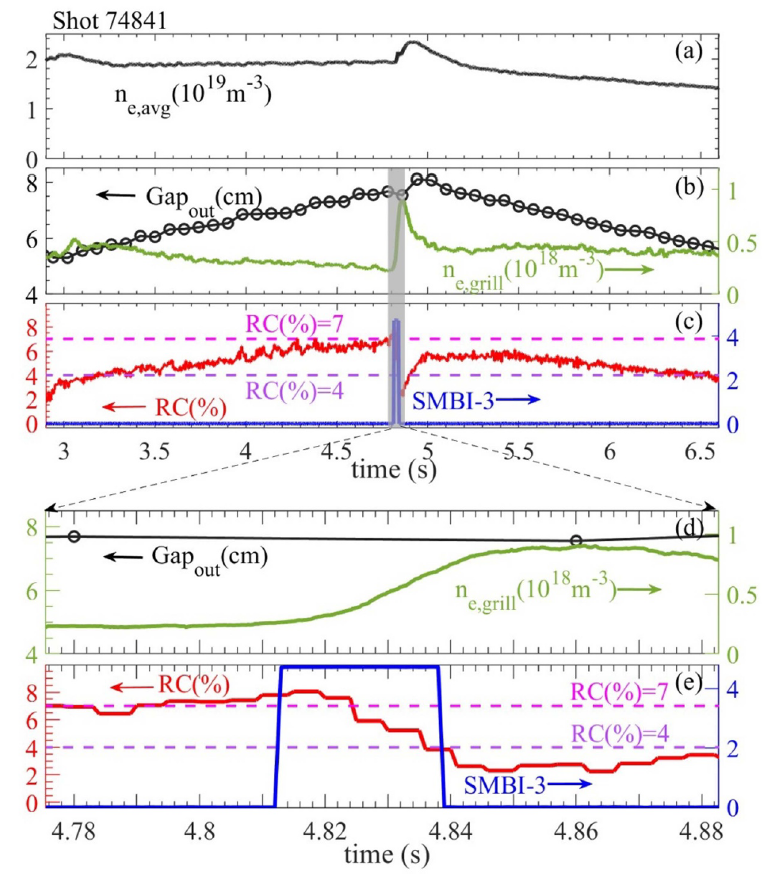 Shot 74841
(a)
2
1
0
n_e,avg(10^19m^-3)
(b)
8
6
4
← Gap_out(cm)
n_e,grill(10^18m^-3) →
1
0.5
0
(c)
8
6
4
2
0
RC(%)=7
RC(%)=4
← RC(%)
SMBI-3 →
4
2
0
3 3.5 4 4.5 5 5.5 6 6.5
time (s)
(d)
8
6
4
← Gap_out(cm)
n_e,grill(10^18m^-3) →
1
0.5
0
(e)
8
6
4
2
0
← RC(%)
RC(%)=7
RC(%)=4
SMBI-3 →
4
2
0
4.78 4.8 4.82 4.84 4.86 4.88
time (s)